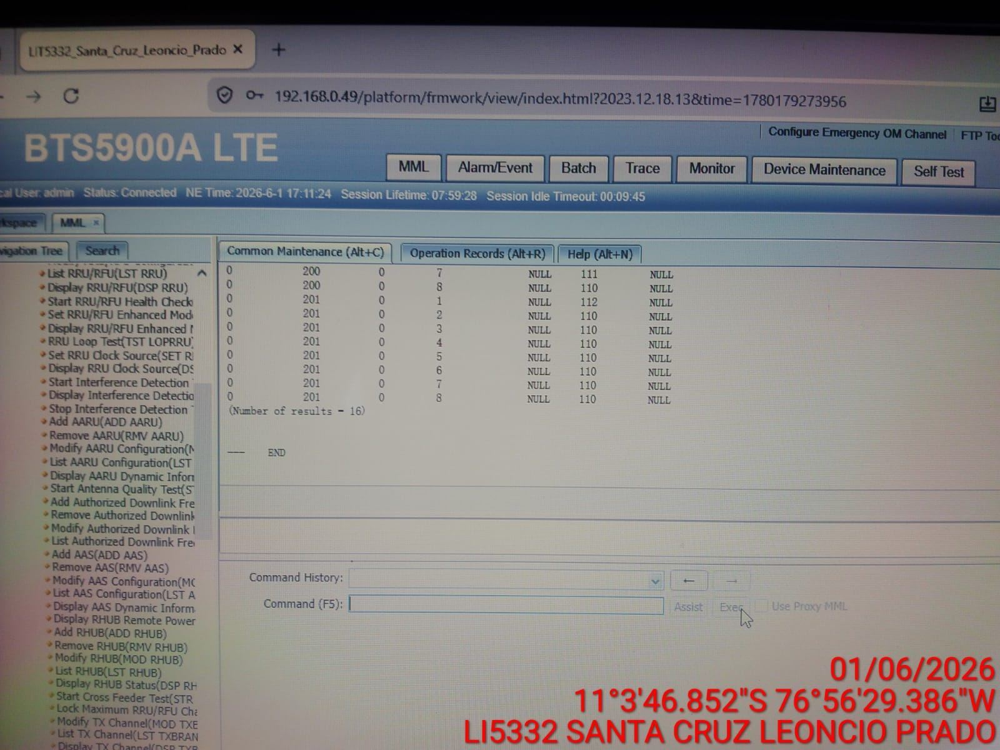 LIT5332_Santa_Cruz_Leoncio_Prado × +
192.168.0.49/platform/frmwork/view/index.html?2023.12.18.13&time=1780179273956
Configure Emergency OM Channel FTP
BTS5900A LTE
MML Alarm/Event Batch Trace Monitor Device Maintenance Self Test
User: admin Status: Connected NE Time: 2026-6-1 17:11:24 Session Lifetime: 07:59:28 Session Idle Timeout: 00:09:45
MML ×
Tree Search
Common Maintenance (Alt+C) Operation Records (Alt+R) Help (Alt+N)
List RRU/RFU(LST RRU)
Display RRU/RFU(DSP RRU)
Start RRU/RFU Health Check
Set RRU/RFU Enhanced Mod
Display RRU/RFU Enhanced
RRU Loop Test(TST LOPRRU)
Set RRU Clock Source(SET R
Display RRU Clock Source(DS
Start Interference Detection
Display Interference Detectio
Stop Interference Detection
Add AARU(ADD AARU)
Remove AARU(RMV AARU)
Modify AARU Configuration(
List AARU Configuration(LST
Display AARU Dynamic Infor
Start Antenna Quality Test(S
Add Authorized Downlink Fre
Remove Authorized Downlink
Modify Authorized Downlink
List Authorized Downlink Fre
Add AAS(ADD AAS)
Remove AAS(RMV AAS)
Modify AAS Configuration(MO
List AAS Configuration(LST A
Display AAS Dynamic Inform
Display RHUB Remote Power
Add RHUB(ADD RHUB)
Remove RHUB(RMV RHUB)
Modify RHUB(MOD RHUB)
List RHUB(LST RHUB)
Display RHUB Status(DSP RH
Start Cross Feeder Test(STR
Lock Maximum RRU/RFU Cha
Modify TX Channel(MOD TXB
List TX Channel(LST TXBRAN
Display TX Channel(DSP TXB
0 200 0 7 NULL 111 NULL
0 200 0 8 NULL 110 NULL
0 201 0 1 NULL 112 NULL
0 201 0 2 NULL 110 NULL
0 201 0 3 NULL 110 NULL
0 201 0 4 NULL 110 NULL
0 201 0 5 NULL 110 NULL
0 201 0 6 NULL 110 NULL
0 201 0 7 NULL 110 NULL
0 201 0 8 NULL 110 NULL
(Number of results = 16)
--- END
Command History:
Command (F5): Assist Exec Use Proxy MML
01/06/2026
11°3'46.852"S 76°56'29.386"W
LI5332 SANTA CRUZ LEONCIO PRADO